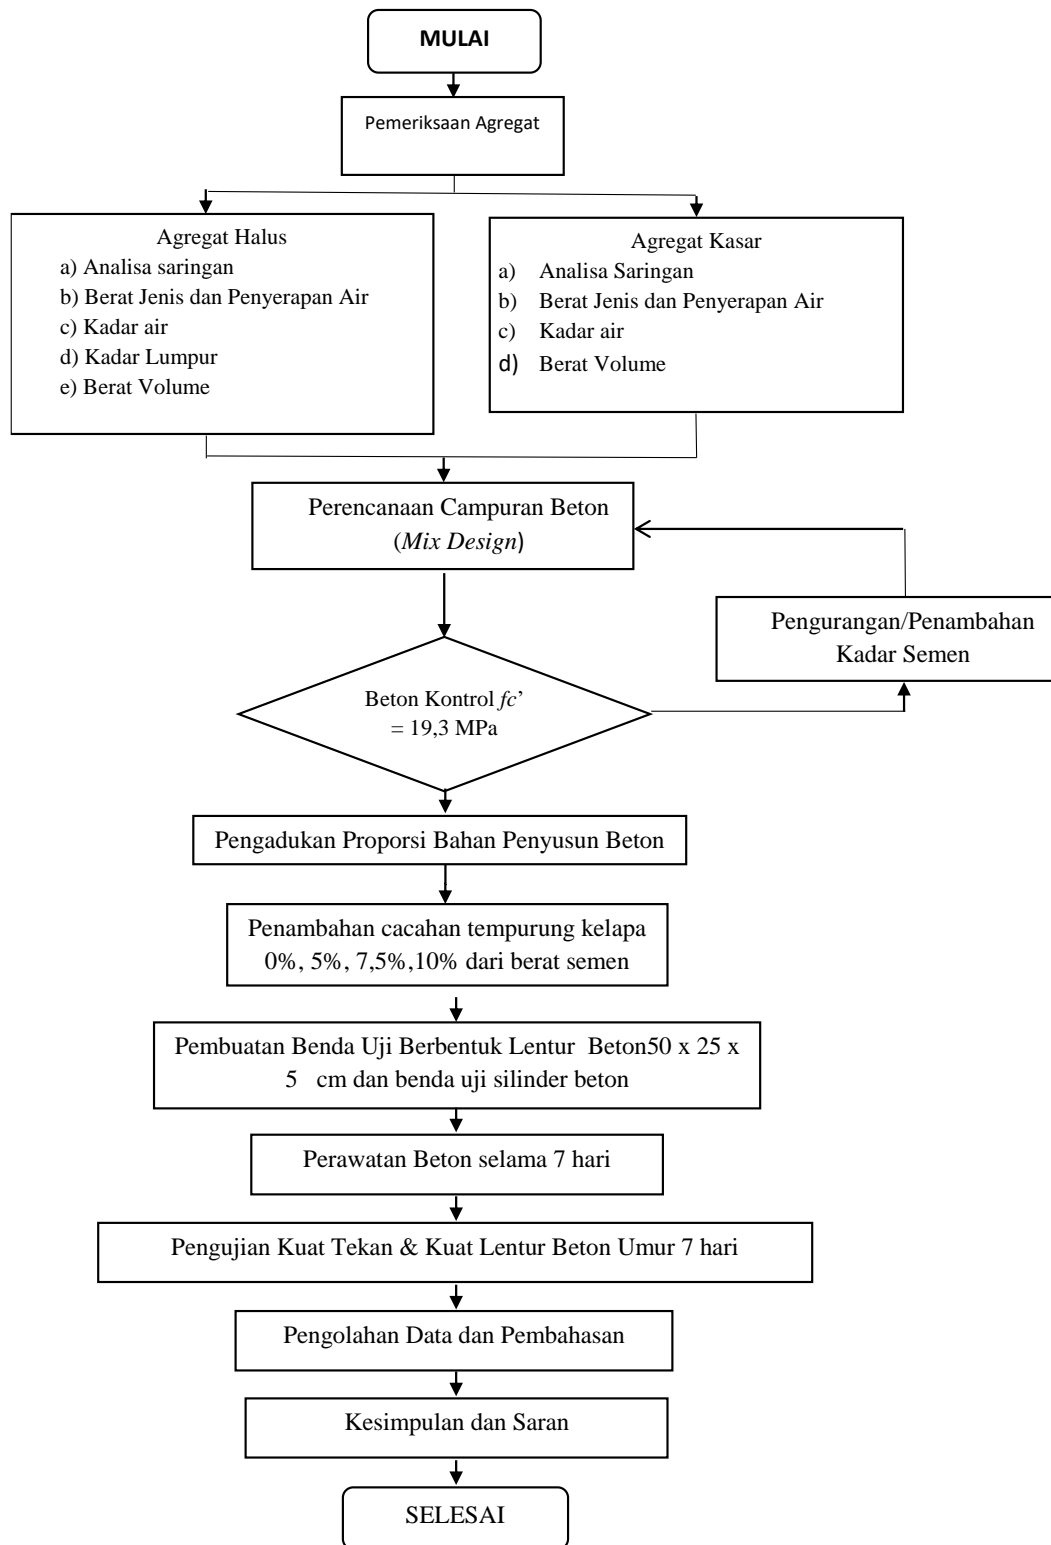 MULAI
Pemeriksaan Agregat
Agregat Halus
a) Analisa saringan
b) Berat Jenis dan Penyerapan Air
c) Kadar air
d) Kadar Lumpur
e) Berat Volume
Agregat Kasar
a) Analisa Saringan
b) Berat Jenis dan Penyerapan Air
c) Kadar air
d) Berat Volume
Perencanaan Campuran Beton
(Mix Design)
Pengurangan/Penambahan
Kadar Semen
Beton Kontrol fc’
= 19,3 MPa
Pengadukan Proporsi Bahan Penyusun Beton
Penambahan cacahan tempurung kelapa
0%, 5%, 7,5%,10% dari berat semen
Pembuatan Benda Uji Berbentuk Lentur Beton50 x 25 x
5 cm dan benda uji silinder beton
Perawatan Beton selama 7 hari
Pengujian Kuat Tekan & Kuat Lentur Beton Umur 7 hari
Pengolahan Data dan Pembahasan
Kesimpulan dan Saran
SELESAI